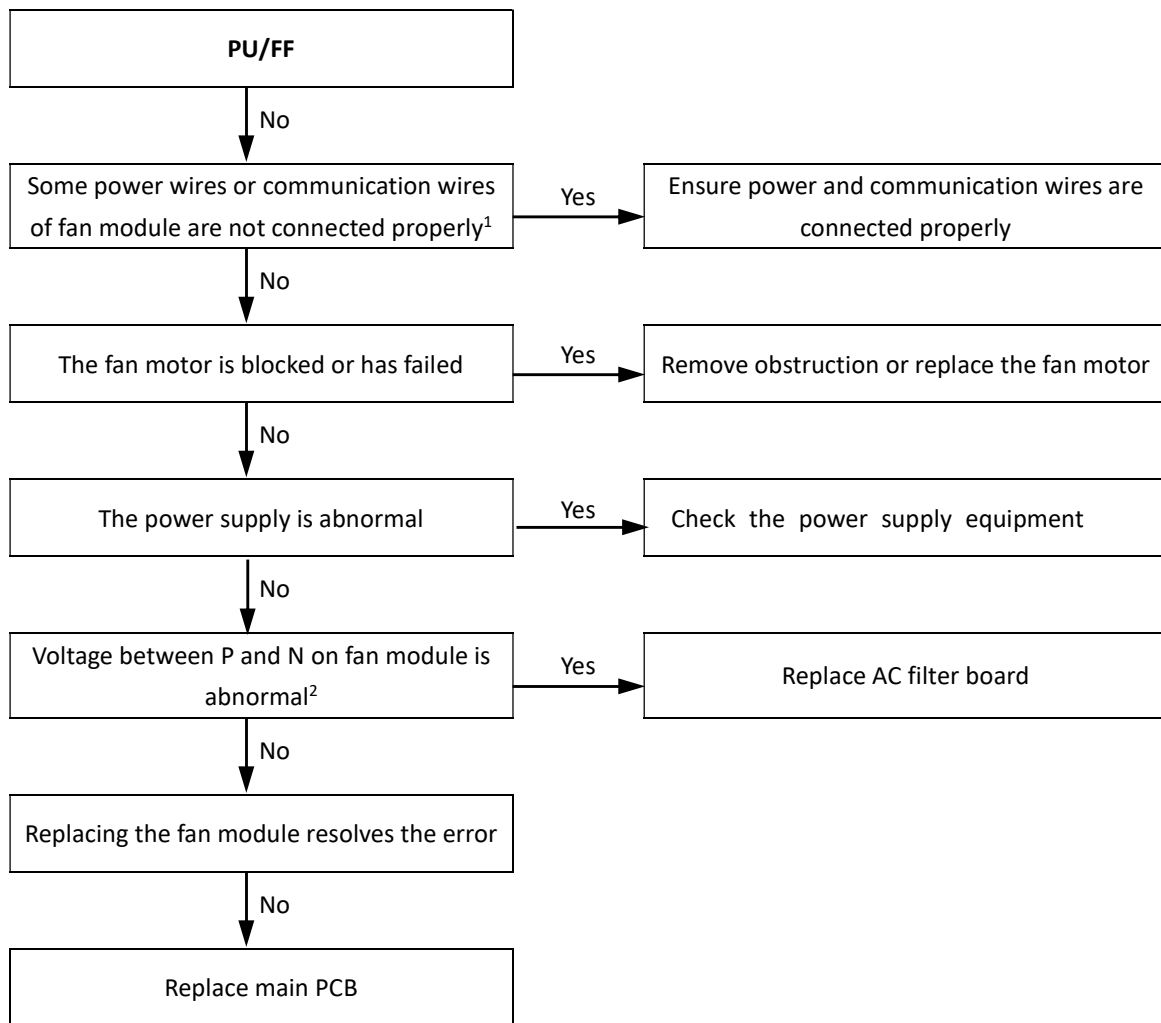 PU/FF
No
Some power wires or communication wires
of fan module are not connected properly¹
Yes
Ensure power and communication wires are
connected properly
No
The fan motor is blocked or has failed
Yes
Remove obstruction or replace the fan motor
No
The power supply is abnormal
Yes
Check the power supply equipment
No
Voltage between P and N on fan module is
abnormal²
Yes
Replace AC filter board
No
Replacing the fan module resolves the error
No
Replace main PCB